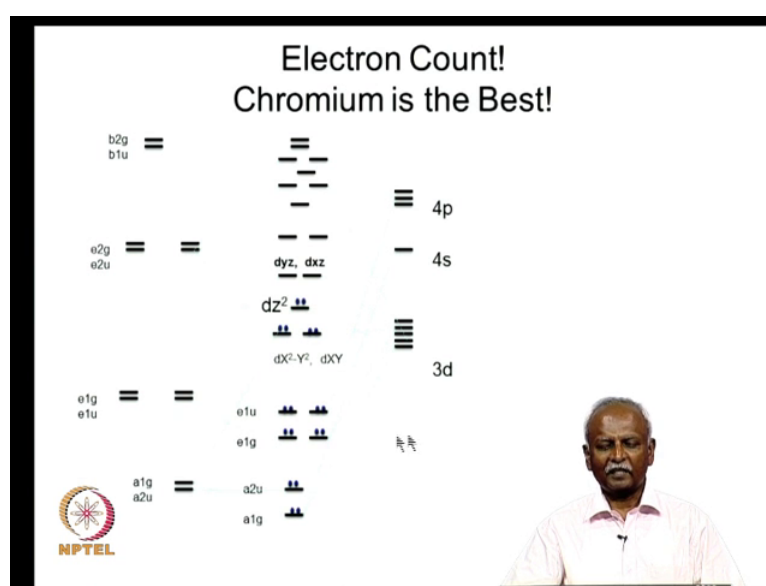 Electron Count!
Chromium is the Best!
b2g
b1u
4p
e2g
e2u
dyz, dxz
4s
dz2
dX2-Y2, dXY
3d
e1g
e1u
e1u
e1g
a1g
a2u
a2u
a1g
NPTEL